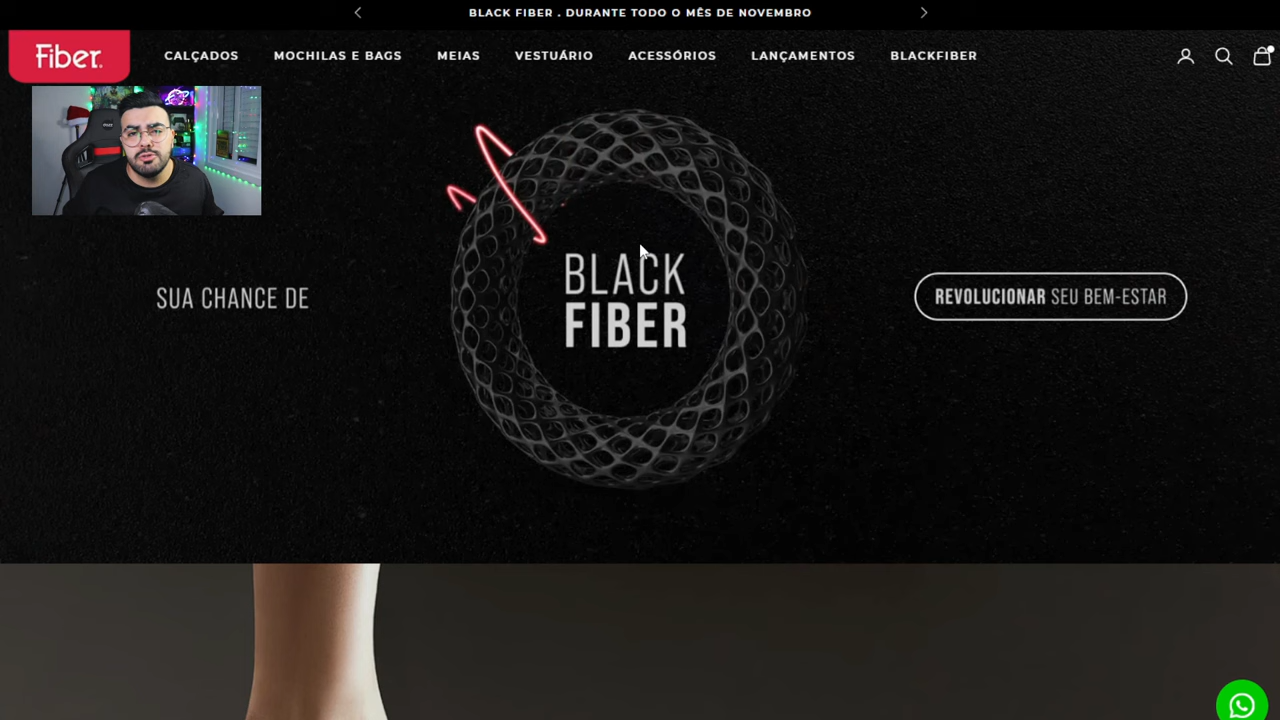 BLACK FIBER . DURANTE TODO O MÊS DE NOVEMBRO
Fiber.
CALÇADOS
MOCHILAS E BAGS
MEIAS
VESTUÁRIO
ACESSÓRIOS
LANÇAMENTOS
BLACKFIBER
SUA CHANCE DE
BLACK
FIBER
REVOLUCIONAR SEU BEM-ESTAR